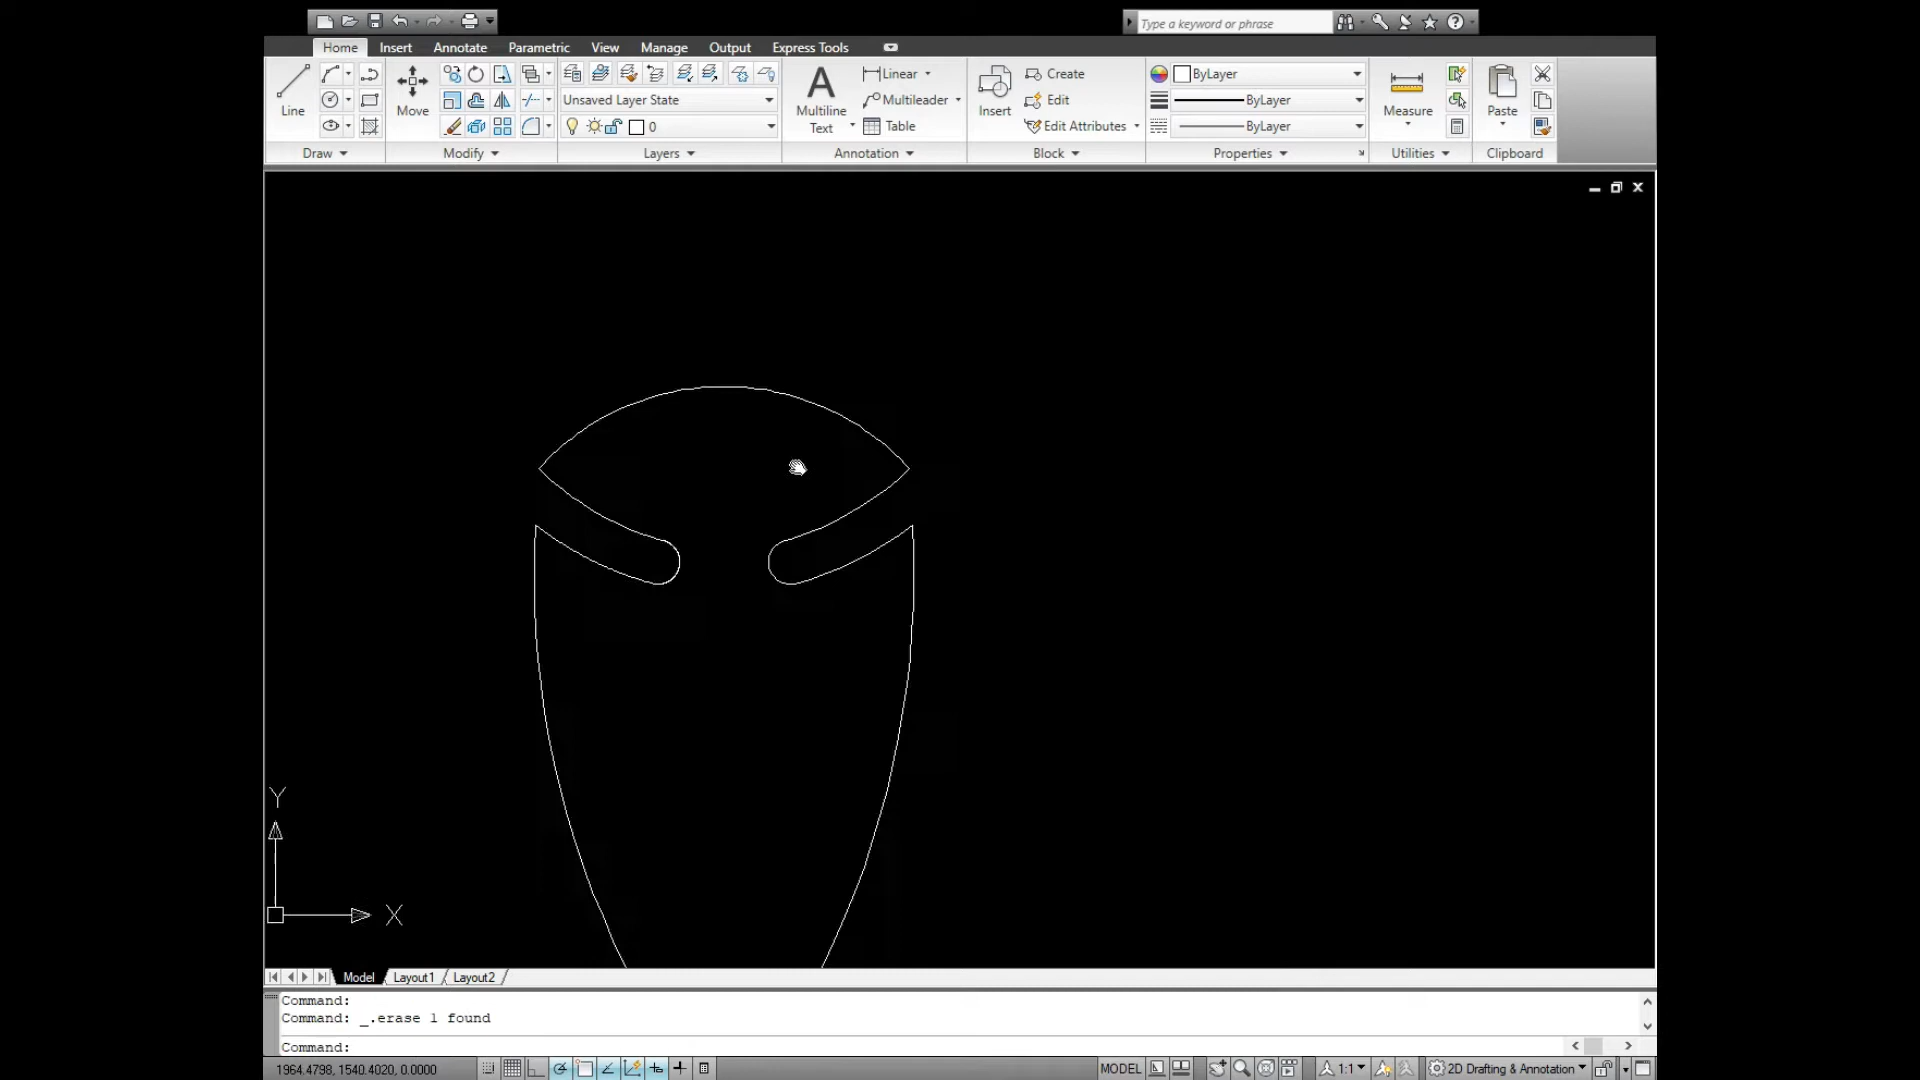 Type a keyword or phrase
Home Insert Annotate Parametric View Manage Output Express Tools
Line
Move
Unsaved Layer State
0
Multiline
Text
Linear
Multileader
Table
Insert
Create
Edit
Edit Attributes
ByLayer
ByLayer
ByLayer
Measure
Paste
Draw Modify Layers Annotation Block Properties Utilities Clipboard
Y
X
Model Layout1 Layout2
Command:
Command: _.erase 1 found
Command:
1964.4798, 1540.4020, 0.0000 MODEL 1:1 2D Drafting & Annotation